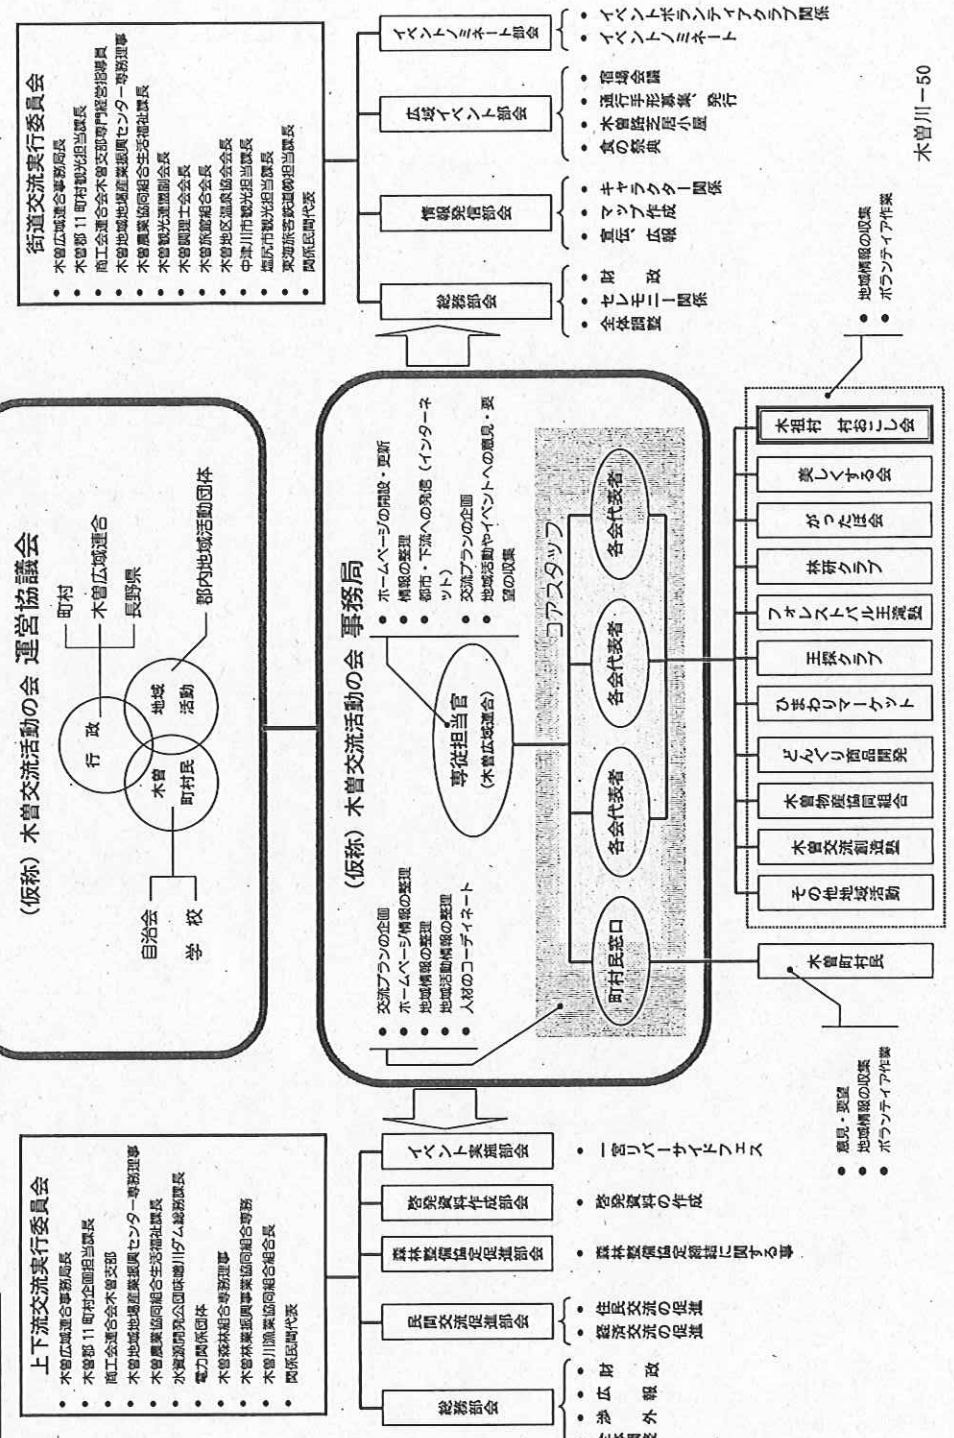 (仮称) 木曽交流活動の会 運営協議会
行 政
町村
木曽広域連合
長野県
地域
活動
郡内地域活動団体
木曽
町村民
自治会
学 校
上下流交流実行委員会
● 木曽広域連合事務局長
● 木曽郡 11 町村企画担当課長
● 商工会連合会木曽支部
● 木曽地域地場産業振興センター専務理事
● 木曽農業協同組合生活福祉課長
● 水資源開発公団味噌川ダム総務課長
● 電力関係団体
● 木曽森林組合専務理事
● 木曽林業振興事業協同組合専務
● 木曽川漁業協同組合組合長
● 関係民間代表
総務部会
● 財 政
● 広 報
● 渉 外
民間交流促進部会
● 住民交流の促進
● 経済交流の促進
森林整備協定促進部会
● 森林整備協定締結に関する事
啓発資料作成部会
● 啓発資料の作成
イベント実施部会
● 一宮リバーサイドフェス
(仮称) 木曽交流活動の会 事務局
● 交流プランの企画
● ホームページ情報の整理
● 地域情報の整理
● 地域活動情報の整理
● 人材のコーディネート
専従担当官
(木曽広域連合)
● ホームページの開設・更新
● 情報の整理
● 都市・下流への発信 (インターネ
ット)
● 交流プランの企画
● 地域活動やイベントへの意見・要
望の収集
コアスタッフ
町村民窓口
各会代表者
各会代表者
各会代表者
木曽町村民
● 意見・要望
● 地域情報の収集
● ボランティア作業
その他地域活動
木曽交流創造塾
木曽物産協同組合
どんぐり商品開発
ひまわりマーケット
王滝クラブ
フォレストパル王滝塾
林研クラブ
がったぼ会
美しくする会
木祖村 村おこし会
● 地域情報の収集
● ボランティア作業
街道交流実行委員会
● 木曽広域連合事務局長
● 木曽郡 11 町村観光担当課長
● 商工会連合会木曽支部専門経営指導員
● 木曽地域地場産業振興センター専務理事
● 木曽農業協同組合生活福祉課長
● 木曽観光連盟副会長
● 木曽調理士会会長
● 木曽旅館組合会長
● 木曽地区温泉協会会長
● 中津川市観光担当課長
● 塩尻市観光担当課長
● 東海旅客鉄道㈱担当課長
● 関係民間代表
総務部会
● 財 政
● セレモニー関係
● 全体調整
情報発信部会
● キャラクター関係
● マップ作成
● 宣伝、広報
広域イベント部会
● 宿場会議
● 通行手形募集、発行
● 木曽路芝居小屋
● 食の祭典
イベントノミネート部会
● イベントボランティアクラブ関係
● イベントノミネート
木曽川－50